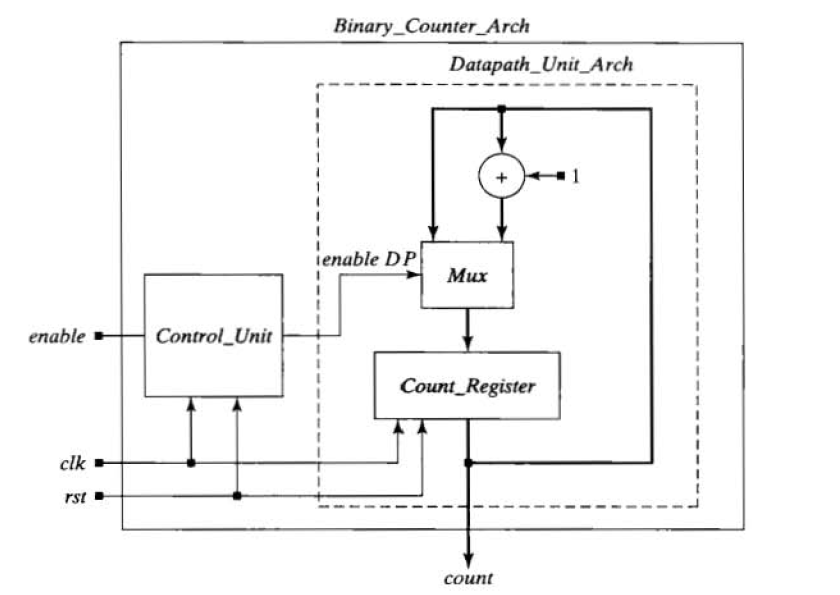 Binary_Counter_Arch
Datapath_Unit_Arch
+
1
enable DP
Mux
enable
Control_Unit
Count_Register
clk
rst
count